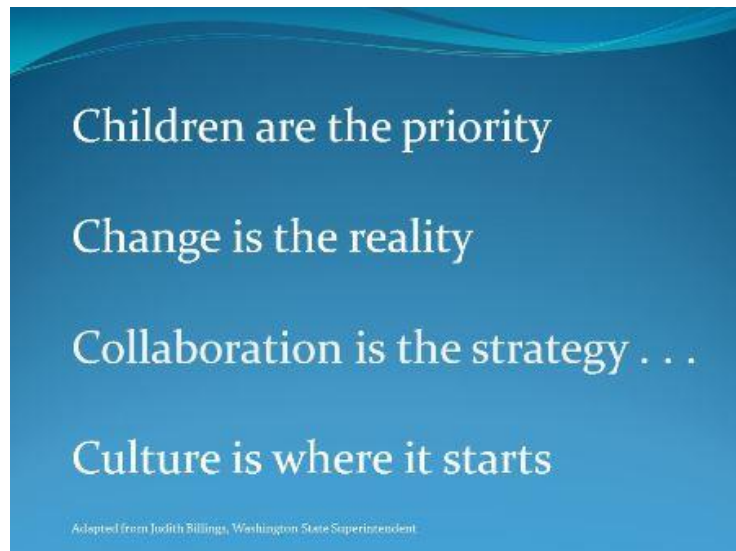 Children are the priority
Change is the reality
Collaboration is the strategy . . .
Culture is where it starts
Adapted from Judith Billings, Washington State Superintendent